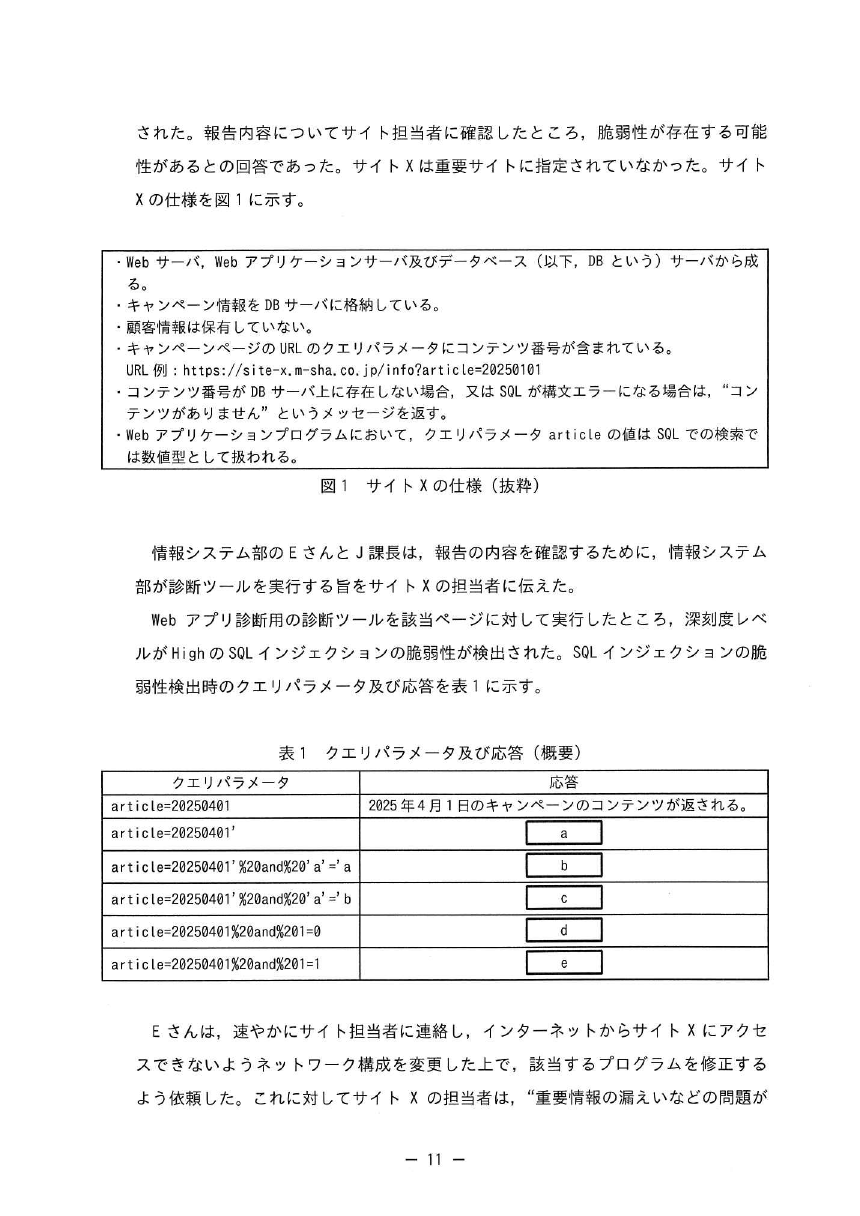 された。報告内容についてサイト担当者に確認したところ，脆弱性が存在する可能
性があるとの回答であった。サイト X は重要サイトに指定されていなかった。サイト
X の仕様を図 1 に示す。
・Web サーバ，Web アプリケーションサーバ及びデータベース（以下，DB という）サーバから成
る。
・キャンペーン情報を DB サーバに格納している。
・顧客情報は保有していない。
・キャンペーンページの URL のクエリパラメータにコンテンツ番号が含まれている。
URL 例：https://site-x.m-sha.co.jp/info?article=20250101
・コンテンツ番号が DB サーバ上に存在しない場合，又は SQL が構文エラーになる場合は，“コン
テンツがありません”というメッセージを返す。
・Web アプリケーションプログラムにおいて，クエリパラメータ article の値は SQL での検索で
は数値型として扱われる。
図 1　サイト X の仕様（抜粋）
情報システム部の E さんと J 課長は，報告の内容を確認するために，情報システム
部が診断ツールを実行する旨をサイト X の担当者に伝えた。
Web アプリ診断用の診断ツールを該当ページに対して実行したところ，深刻度レベ
ルが High の SQL インジェクションの脆弱性が検出された。SQL インジェクションの脆
弱性検出時のクエリパラメータ及び応答を表 1 に示す。
表 1　クエリパラメータ及び応答（概要）
クエリパラメータ　応答
article=20250401　2025 年 4 月 1 日のキャンペーンのコンテンツが返される。
article=20250401'　a
article=20250401'%20and%20'a'='a　b
article=20250401'%20and%20'a'='b　c
article=20250401%20and%201=0　d
article=20250401%20and%201=1　e
E さんは，速やかにサイト担当者に連絡し，インターネットからサイト X にアクセ
スできないようネットワーク構成を変更した上で，該当するプログラムを修正する
よう依頼した。これに対してサイト X の担当者は，“重要情報の漏えいなどの問題が
－ 11 －